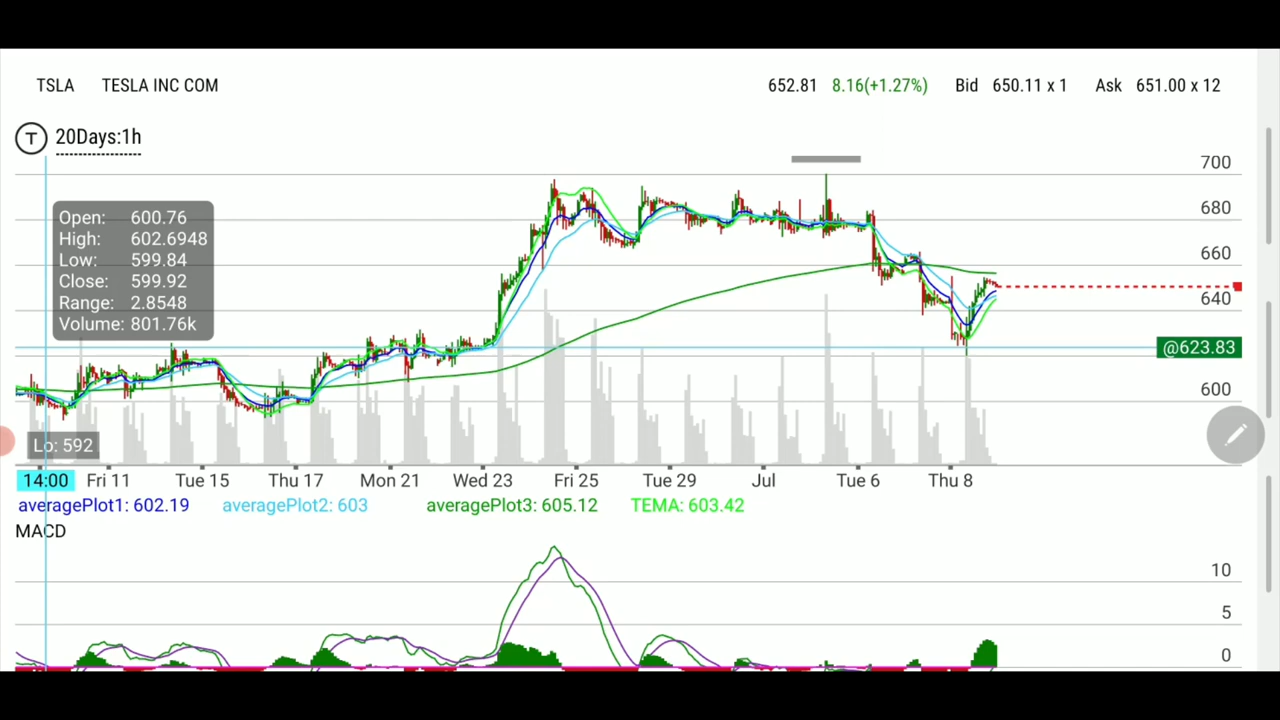 TSLA TESLA INC COM 652.81 8.16(+1.27%) Bid 650.11 x 1 Ask 651.00 x 12
T 20Days:1h
700
680
660
640
@623.83
600
Open: 600.76
High: 602.6948
Low: 599.84
Close: 599.92
Range: 2.8548
Volume: 801.76k
Lo: 592
14:00 Fri 11 Tue 15 Thu 17 Mon 21 Wed 23 Fri 25 Tue 29 Jul Tue 6 Thu 8
averagePlot1: 602.19 averagePlot2: 603 averagePlot3: 605.12 TEMA: 603.42
MACD
10
5
0